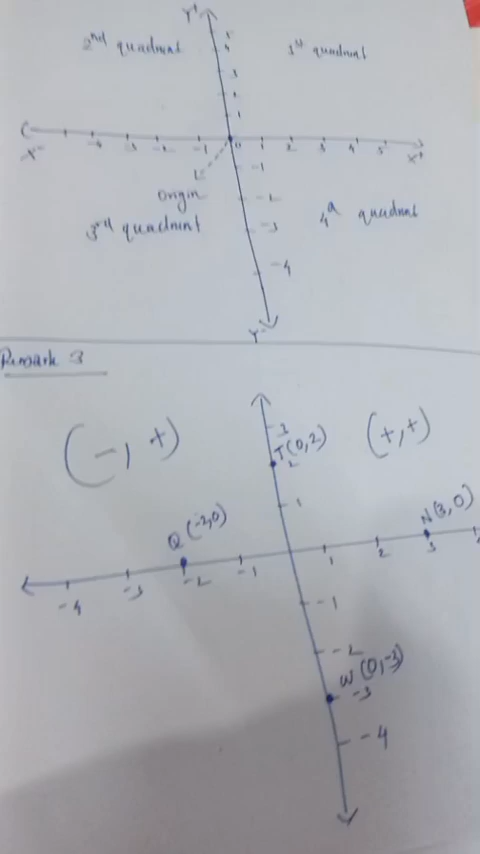 Y+
5
4
3
2
1
2nd quadrant
1st quadrant
X-
-4 -3 -2 -1 0 1 2 3 4 5
X+
-1
-2
-3
-4
origin
3rd quadrant
quadrant
Y-
Remark 3
(-, +)
(+,+)
3
T(0,2)
2
1
Q(-2,0)
N(3,0)
-4 -3 -2 -1 1 2 3
-1
-2
W(0,-3)
-3
-4